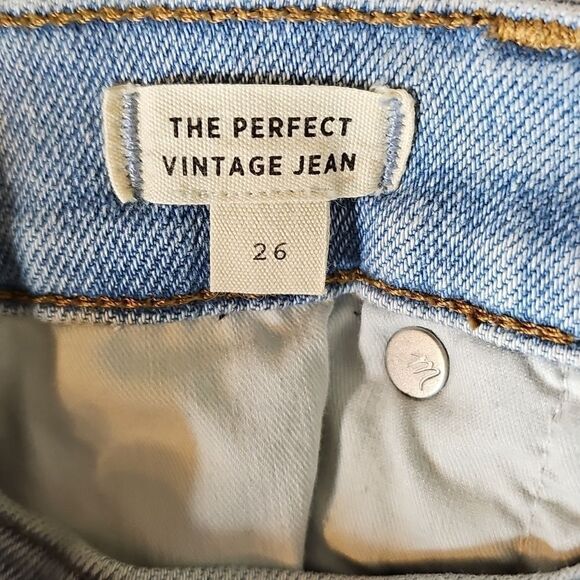 THE PERFECT
VINTAGE JEAN
26